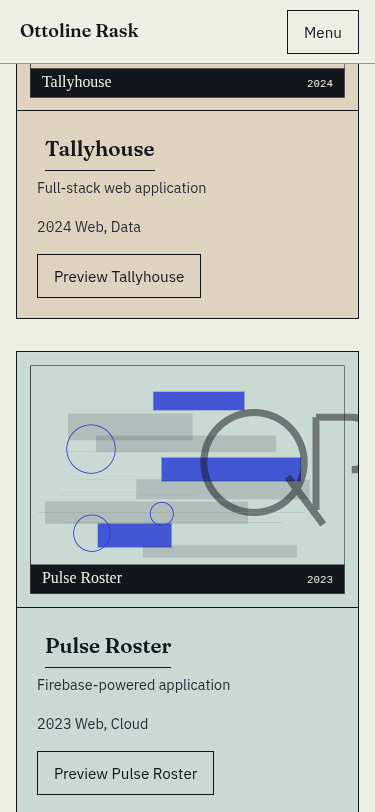 Ottoline Rask
Menu
Tallyhouse 2024
Tallyhouse
Full-stack web application
2024 Web, Data
Preview Tallyhouse
Pulse Roster 2023
Pulse Roster
Firebase-powered application
2023 Web, Cloud
Preview Pulse Roster